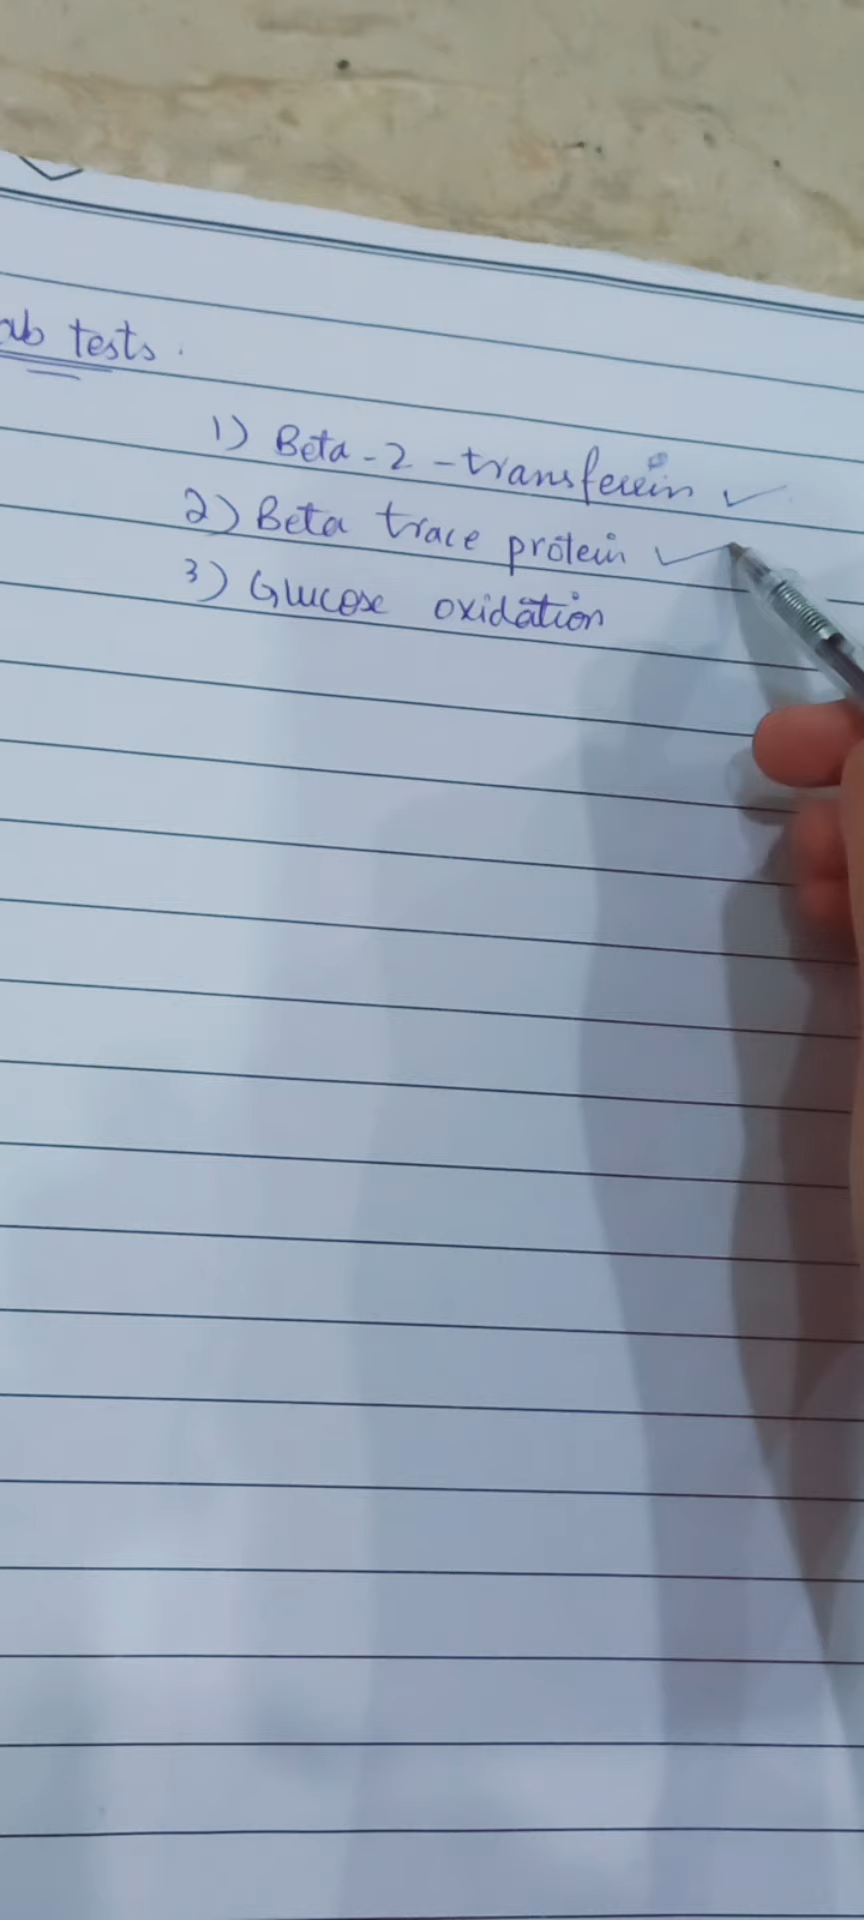 ab tests.
1) Beta-2-transferrin ✓
2) Beta trace protein ✓
3) Glucose oxidation